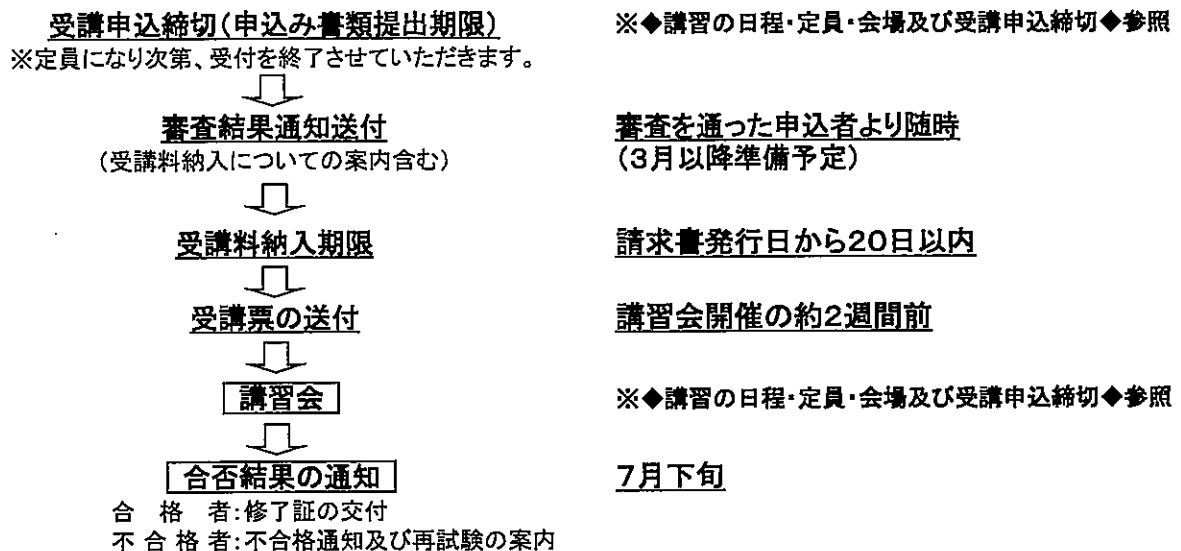 受講申込締切(申込み書類提出期限)
※◆講習の日程・定員・会場及び受講申込締切◆参照
※定員になり次第、受付を終了させていただきます。
審査結果通知送付
審査を通った申込者より随時
(受講料納入についての案内含む)
(3月以降準備予定)
受講料納入期限
請求書発行日から20日以内
受講票の送付
講習会開催の約2週間前
講習会
※◆講習の日程・定員・会場及び受講申込締切◆参照
合否結果の通知
7月下旬
合 格 者:修了証の交付
不 合 格 者:不合格通知及び再試験の案内